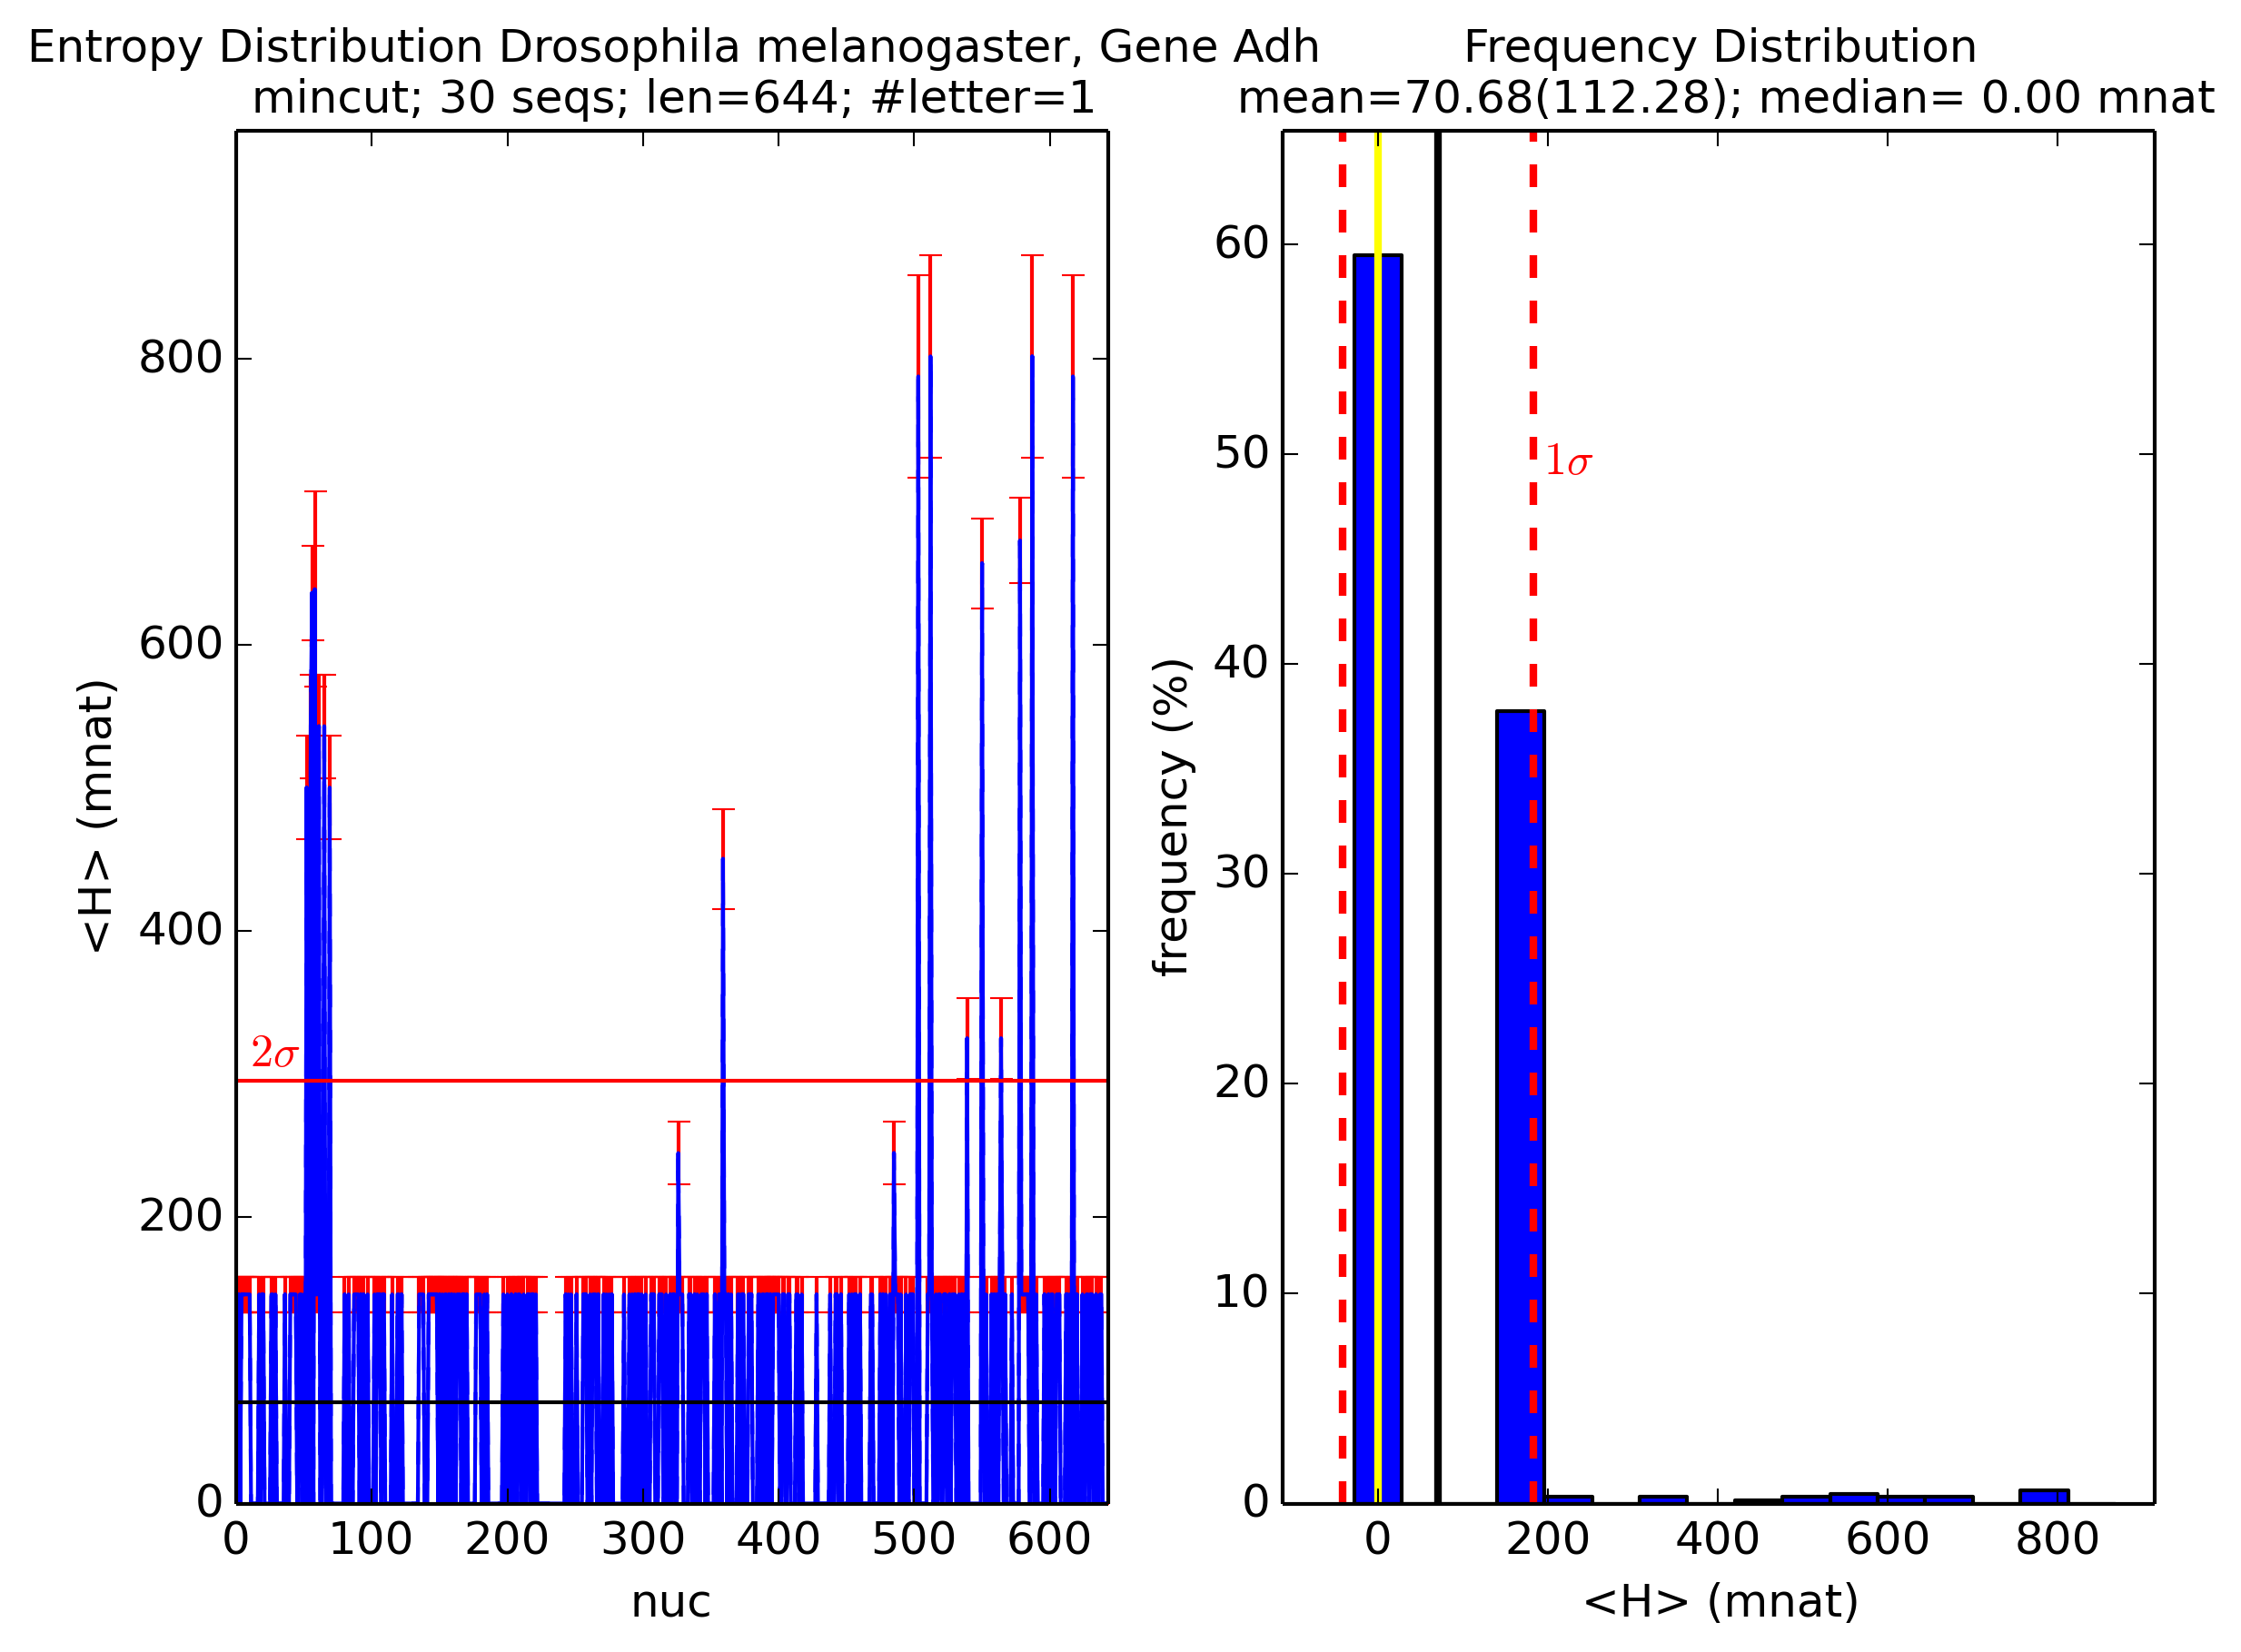 Entropy Distribution Drosophila melanogaster, Gene Adh
mincut; 30 seqs; len=644; #letter=1
800
600
400
200
0
<H> (mnat)
2σ
0 100 200 300 400 500 600
nuc
Frequency Distribution
mean=70.68(112.28); median= 0.00 mnat
60
50
40
30
20
10
0
frequency (%)
1σ
0 200 400 600 800
<H> (mnat)